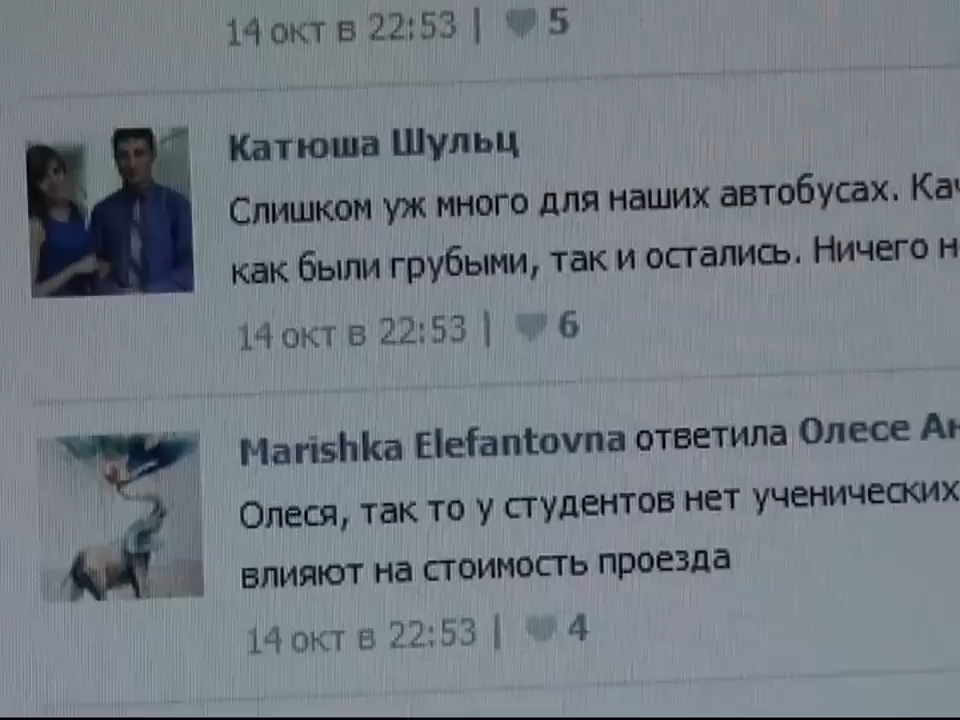 14 окт в 22:53 | 5
Катюша Шульц
Слишком уж много для наших автобусах. Кач
как были грубыми, так и остались. Ничего н
14 окт в 22:53 | 6
Marishka Elefantovna ответила Олесе Ан
Олеся, так то у студентов нет ученических
влияют на стоимость проезда
14 окт в 22:53 | 4